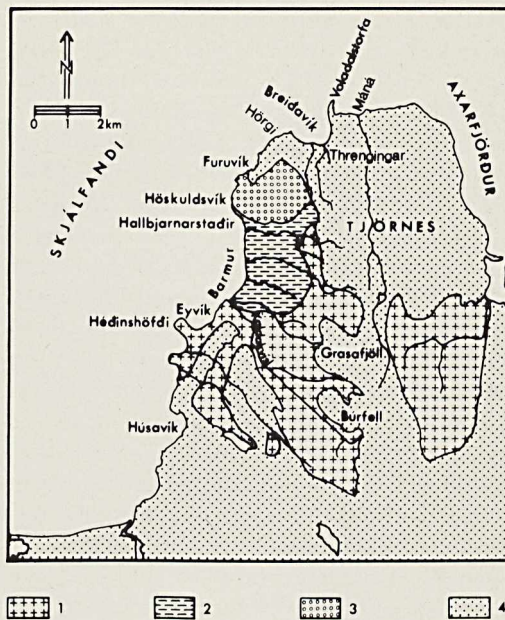 N
0 1 2km
SKJÁLFANDI
AXARFJÖRDUR
Voladalstorfa
Máná
Breiðavík
Hörgi
Threngingar
Furuvík
Höskuldsvík
Hallbjarnarstaðir
TJÖRNES
Barmur
Eyvík
Héðinshöfði
Grasafjöll
Búrfell
Húsavík
1 2 3 4